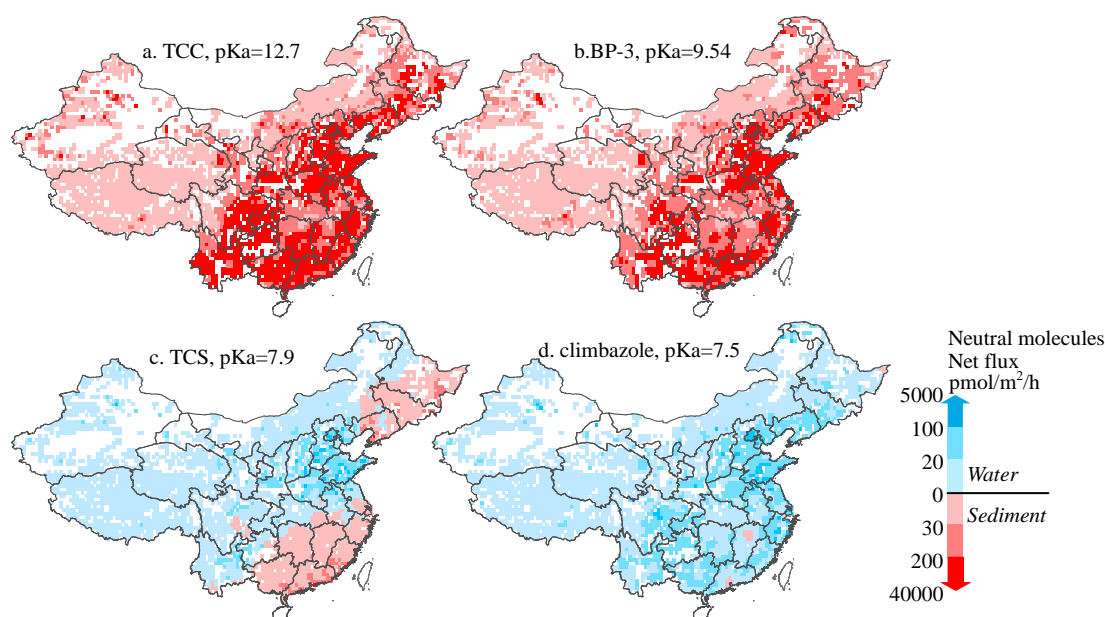 a. TCC, pKa=12.7
b.BP-3, pKa=9.54
c. TCS, pKa=7.9
d. climbazole, pKa=7.5
Neutral molecules
Net flux
pmol/m²/h
5000
100
20
Water
0
Sediment
30
200
40000